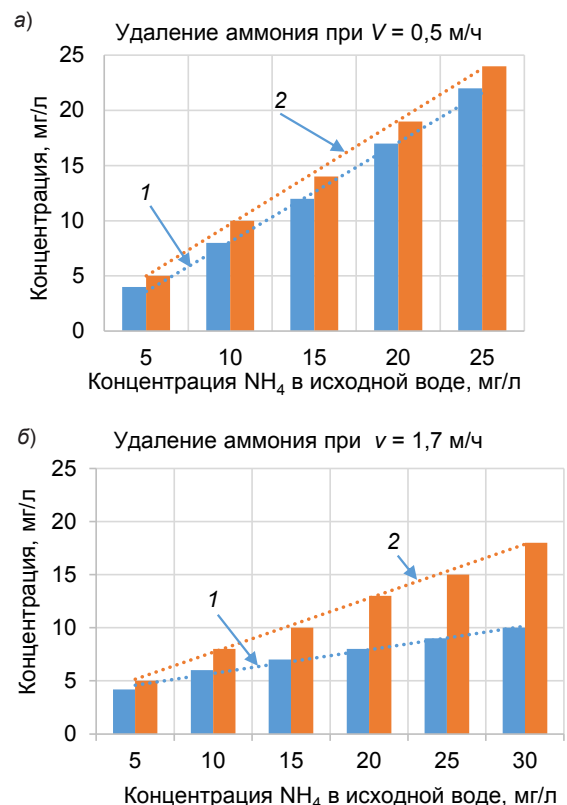 а)
Удаление аммония при V = 0,5 м/ч
Концентрация, мг/л
25
20
15
10
5
0
1
2
5 10 15 20 25
Концентрация NH4 в исходной воде, мг/л
б)
Удаление аммония при v = 1,7 м/ч
Концентрация, мг/л
25
20
15
10
5
0
1
2
5 10 15 20 25 30
Концентрация NH4 в исходной воде, мг/л